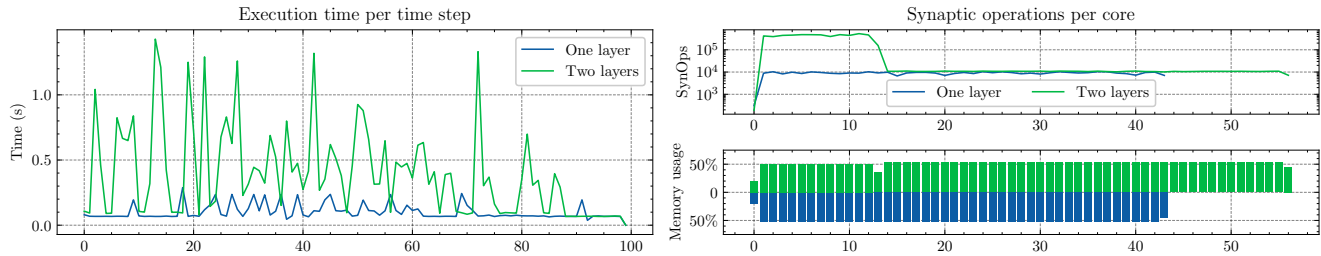 Execution time per time step
Time (s)
1.0
0.5
0.0
0 20 40 60 80 100
One layer
Two layers
Synaptic operations per core
SynOps
10^5
10^4
10^3
One layer Two layers
0 10 20 30 40 50
Memory usage
50%
0
50%
0 10 20 30 40 50